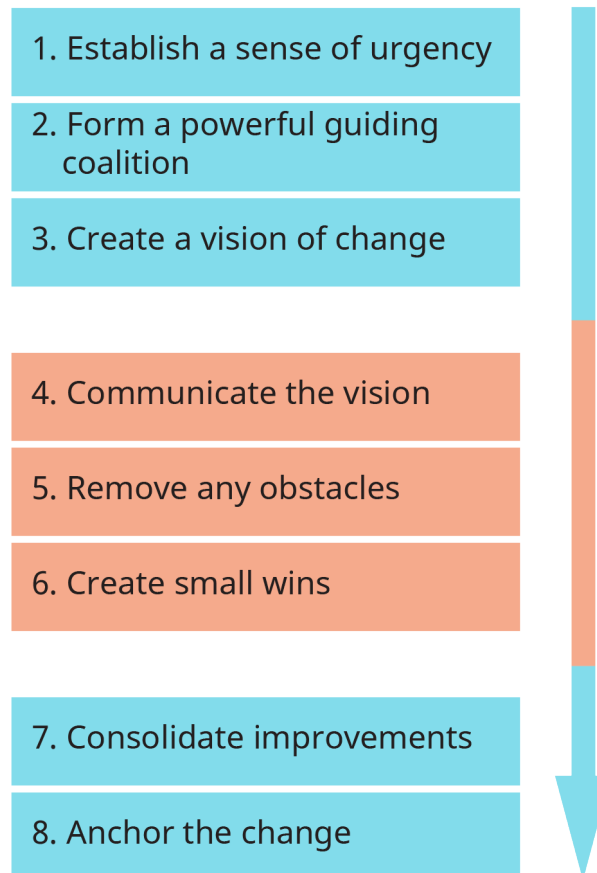 1. Establish a sense of urgency
2. Form a powerful guiding
coalition
3. Create a vision of change
4. Communicate the vision
5. Remove any obstacles
6. Create small wins
7. Consolidate improvements
8. Anchor the change